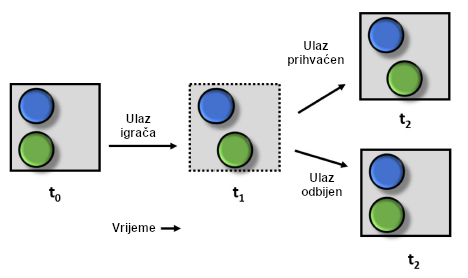 Ulaz
igrača
Ulaz
prihvaćen
Ulaz
odbijen
t0
t1
t2
t2
Vrijeme